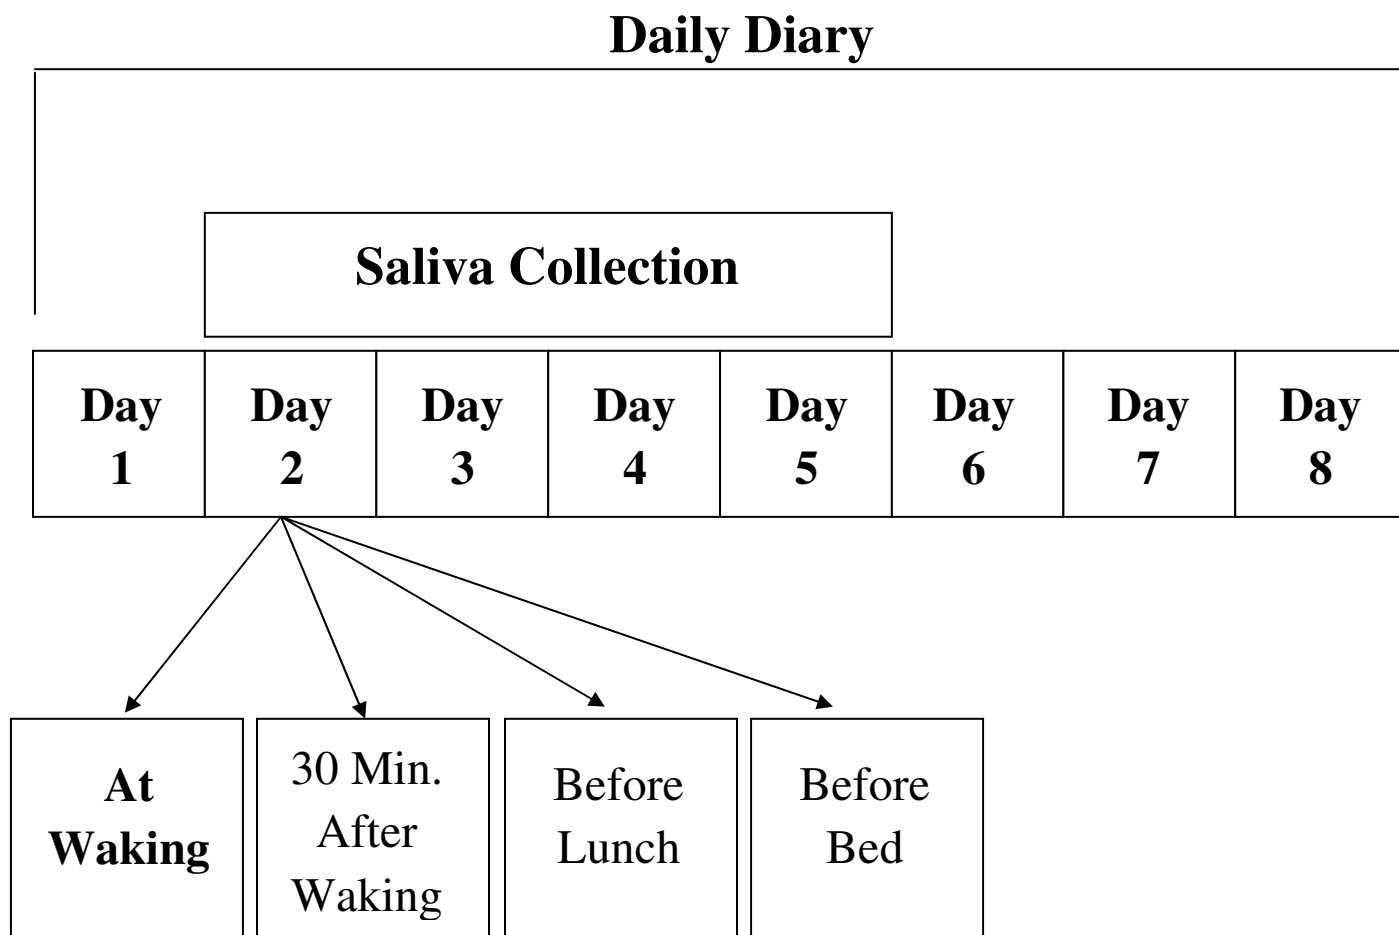 Daily Diary
Saliva Collection
Day
1
Day
2
Day
3
Day
4
Day
5
Day
6
Day
7
Day
8
At
Waking
30 Min.
After
Waking
Before
Lunch
Before
Bed